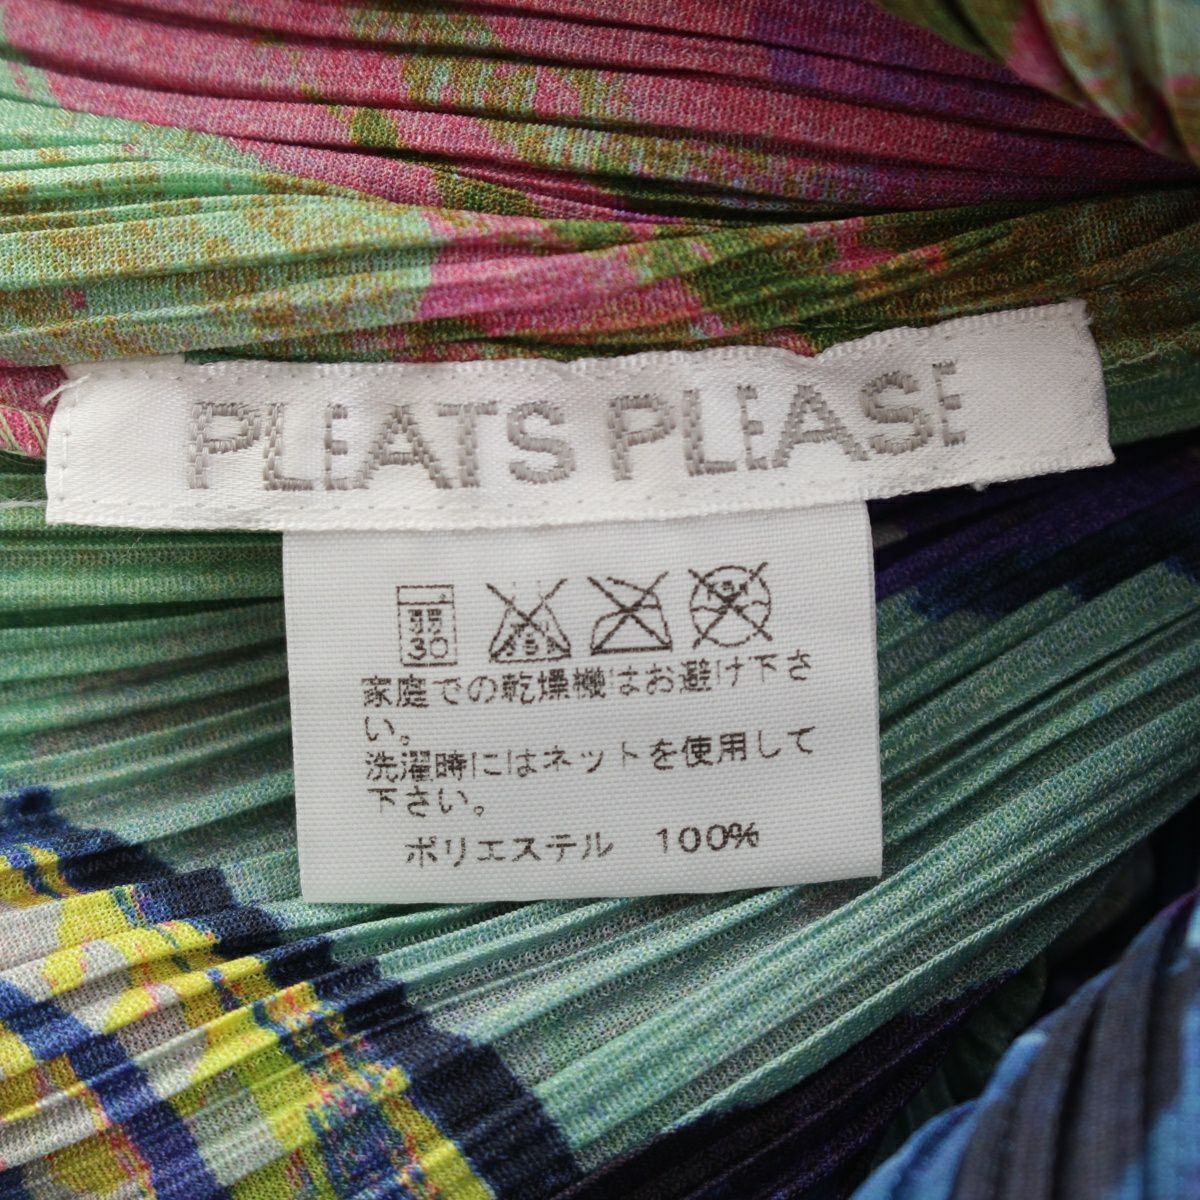 PLEATS PLEASE
弱
30
家庭での乾燥機はお避け下さ
い。
洗濯時にはネットを使用して
下さい。
ポリエステル 100%